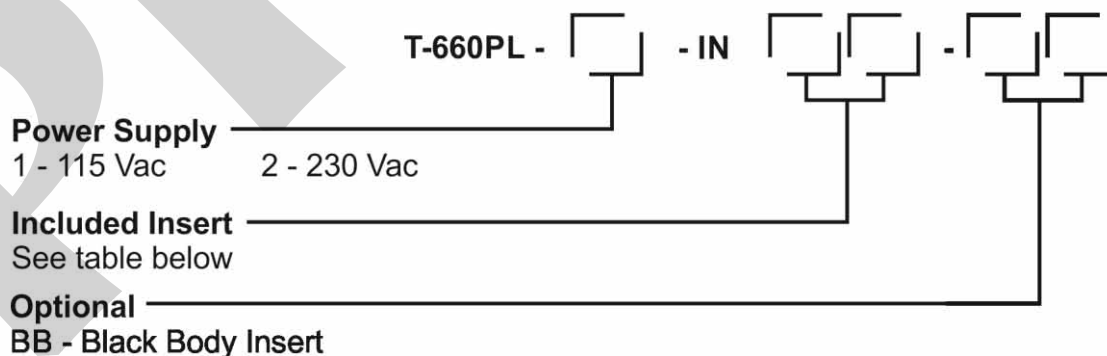 T-660PL - - IN -
Power Supply
1 - 115 Vac 2 - 230 Vac
Included Insert
See table below
Optional
BB - Black Body Insert